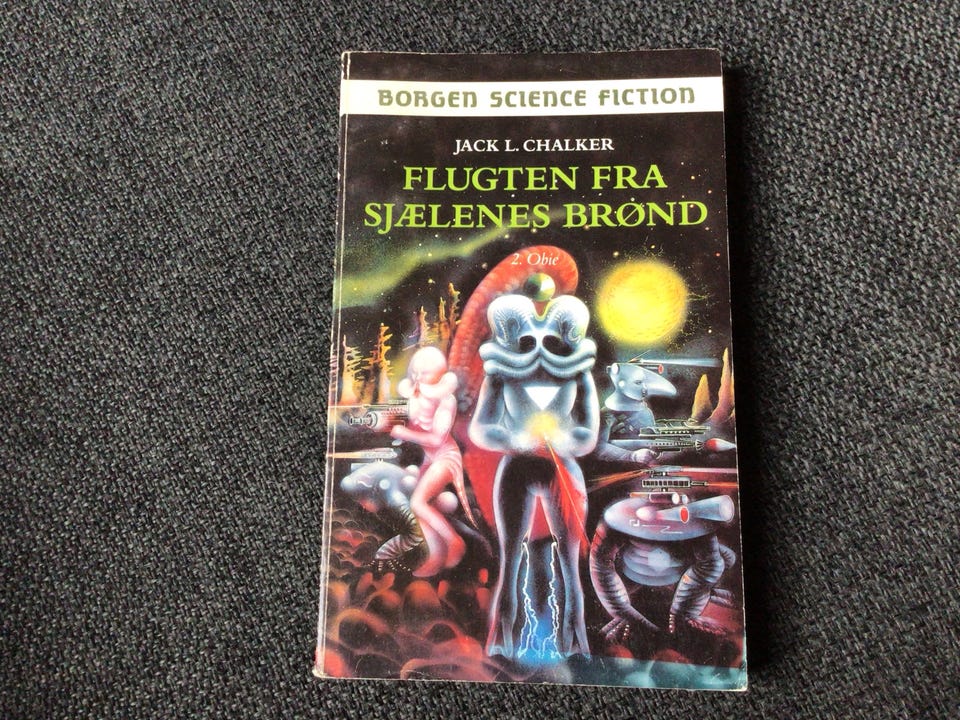 BORGEN SCIENCE FICTION
JACK L. CHALKER
FLUGTEN FRA
SJÆLENES BRØND
2. Obie